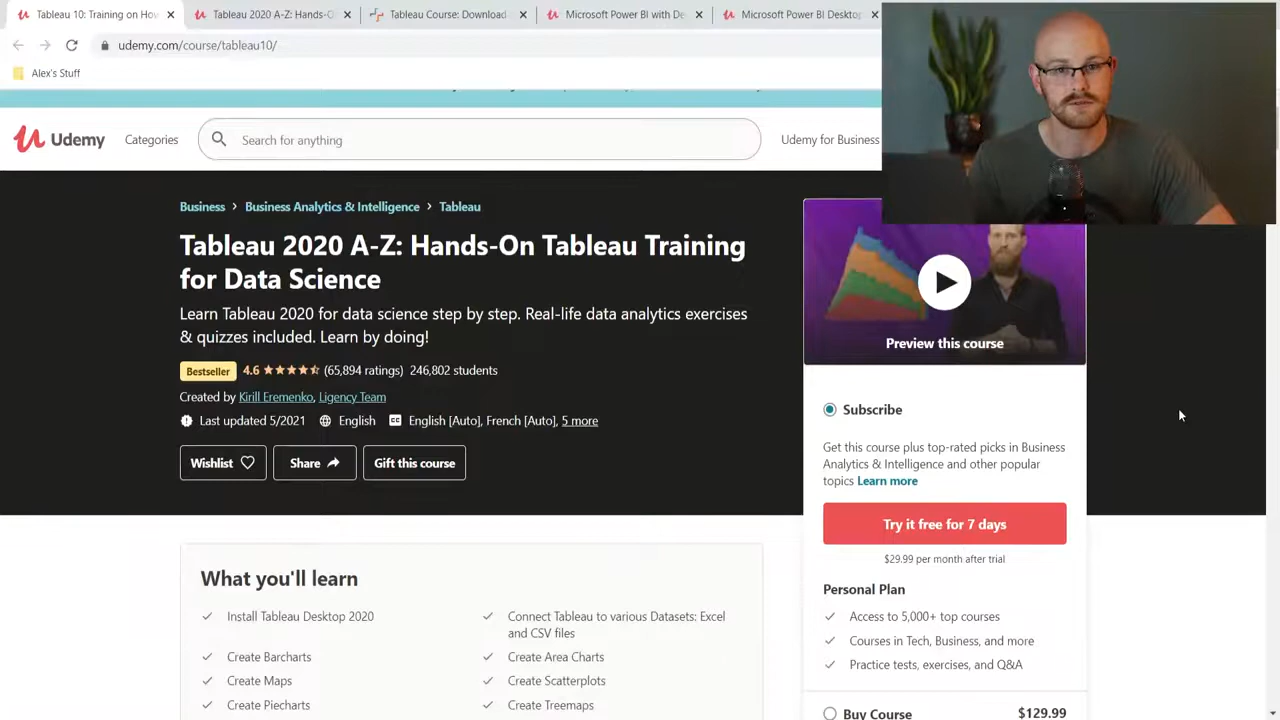 Tableau 10: Training on How
Tableau 2020 A-Z: Hands-O
Tableau Course: Download
Microsoft Power BI with De
Microsoft Power BI Desktop
udemy.com/course/tableau10/
Alex's Stuff
Udemy
Categories
Search for anything
Udemy for Business
Business > Business Analytics & Intelligence > Tableau
Tableau 2020 A-Z: Hands-On Tableau Training
for Data Science
Learn Tableau 2020 for data science step by step. Real-life data analytics exercises
& quizzes included. Learn by doing!
Bestseller 4.6 (65,894 ratings) 246,802 students
Created by Kirill Eremenko, Ligency Team
Last updated 5/2021 English English [Auto], French [Auto], 5 more
Wishlist Share Gift this course
Preview this course
Subscribe
Get this course plus top-rated picks in Business
Analytics & Intelligence and other popular
topics Learn more
Try it free for 7 days
$29.99 per month after trial
Personal Plan
Access to 5,000+ top courses
Courses in Tech, Business, and more
Practice tests, exercises, and Q&A
Buy Course $129.99
What you'll learn
Install Tableau Desktop 2020
Connect Tableau to various Datasets: Excel
and CSV files
Create Barcharts
Create Area Charts
Create Maps
Create Scatterplots
Create Piecharts
Create Treemaps